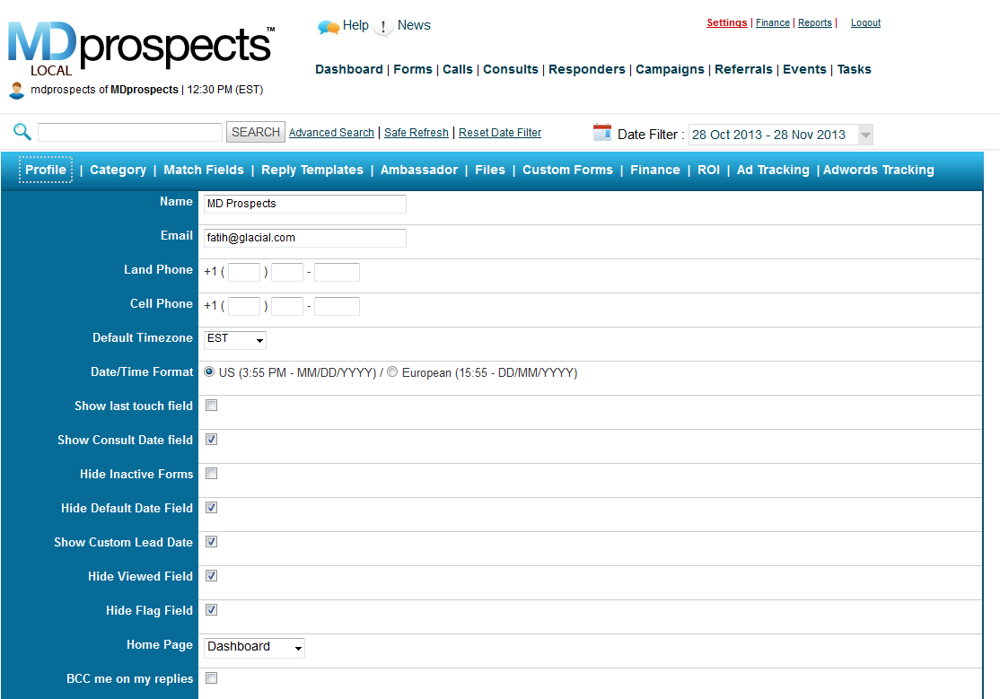 MDprospects™
LOCAL
mdprospects of MDprospects | 12:30 PM (EST)
Help ! News
Settings | Finance | Reports | Logout
Dashboard | Forms | Calls | Consults | Responders | Campaigns | Referrals | Events | Tasks
SEARCH Advanced Search | Safe Refresh | Reset Date Filter Date Filter : 28 Oct 2013 - 28 Nov 2013
Profile | Category | Match Fields | Reply Templates | Ambassador | Files | Custom Forms | Finance | ROI | Ad Tracking | Adwords Tracking
Name MD Prospects
Email fatih@glacial.com
Land Phone +1 ( ) -
Cell Phone +1 ( ) -
Default Timezone EST
Date/Time Format US (3:55 PM - MM/DD/YYYY) / European (15:55 - DD/MM/YYYY)
Show last touch field
Show Consult Date field
Hide Inactive Forms
Hide Default Date Field
Show Custom Lead Date
Hide Viewed Field
Hide Flag Field
Home Page Dashboard
BCC me on my replies